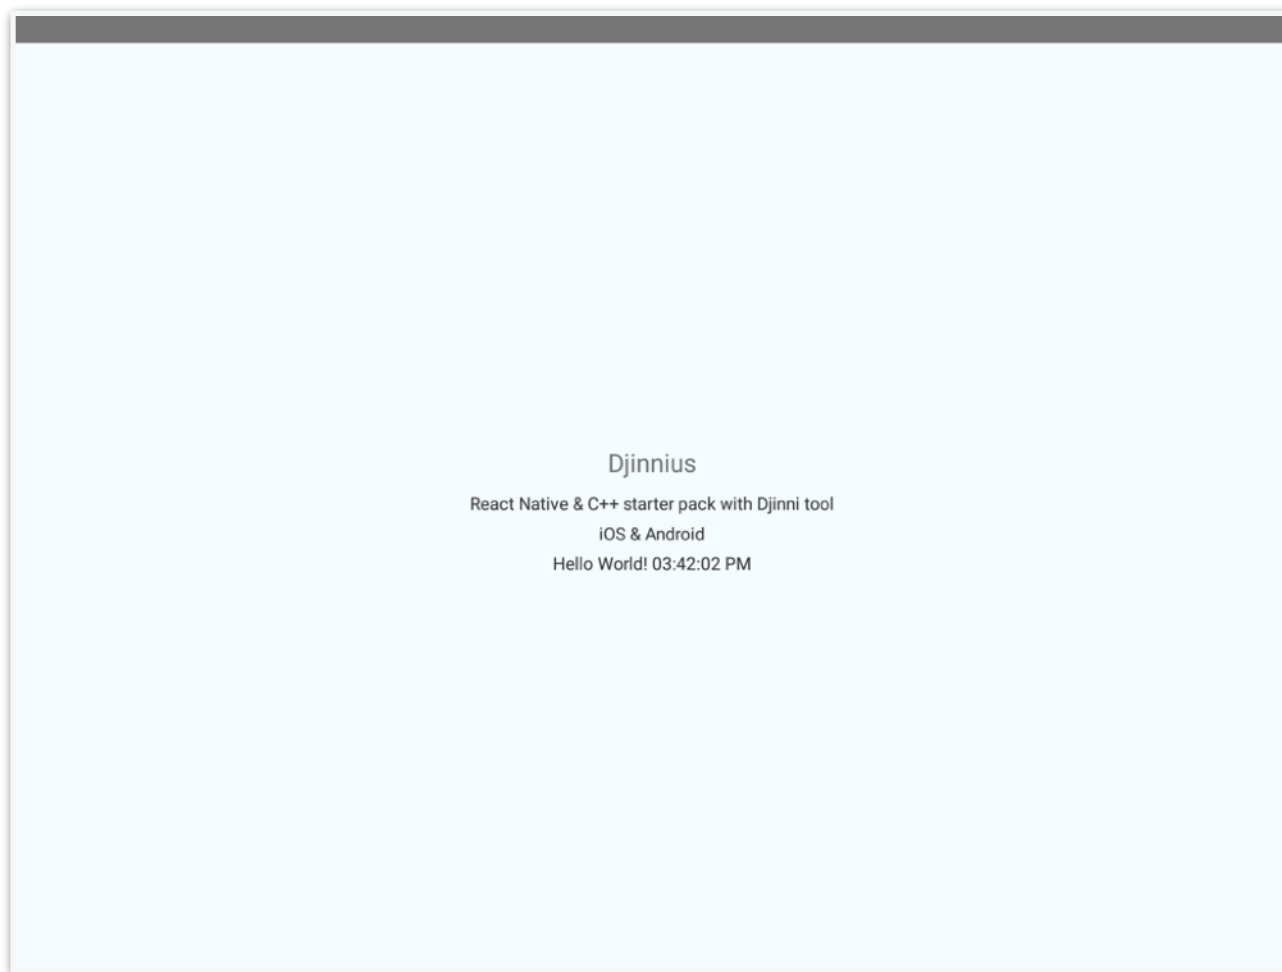 Djinnius
React Native & C++ starter pack with Djinni tool
iOS & Android
Hello World! 03:42:02 PM